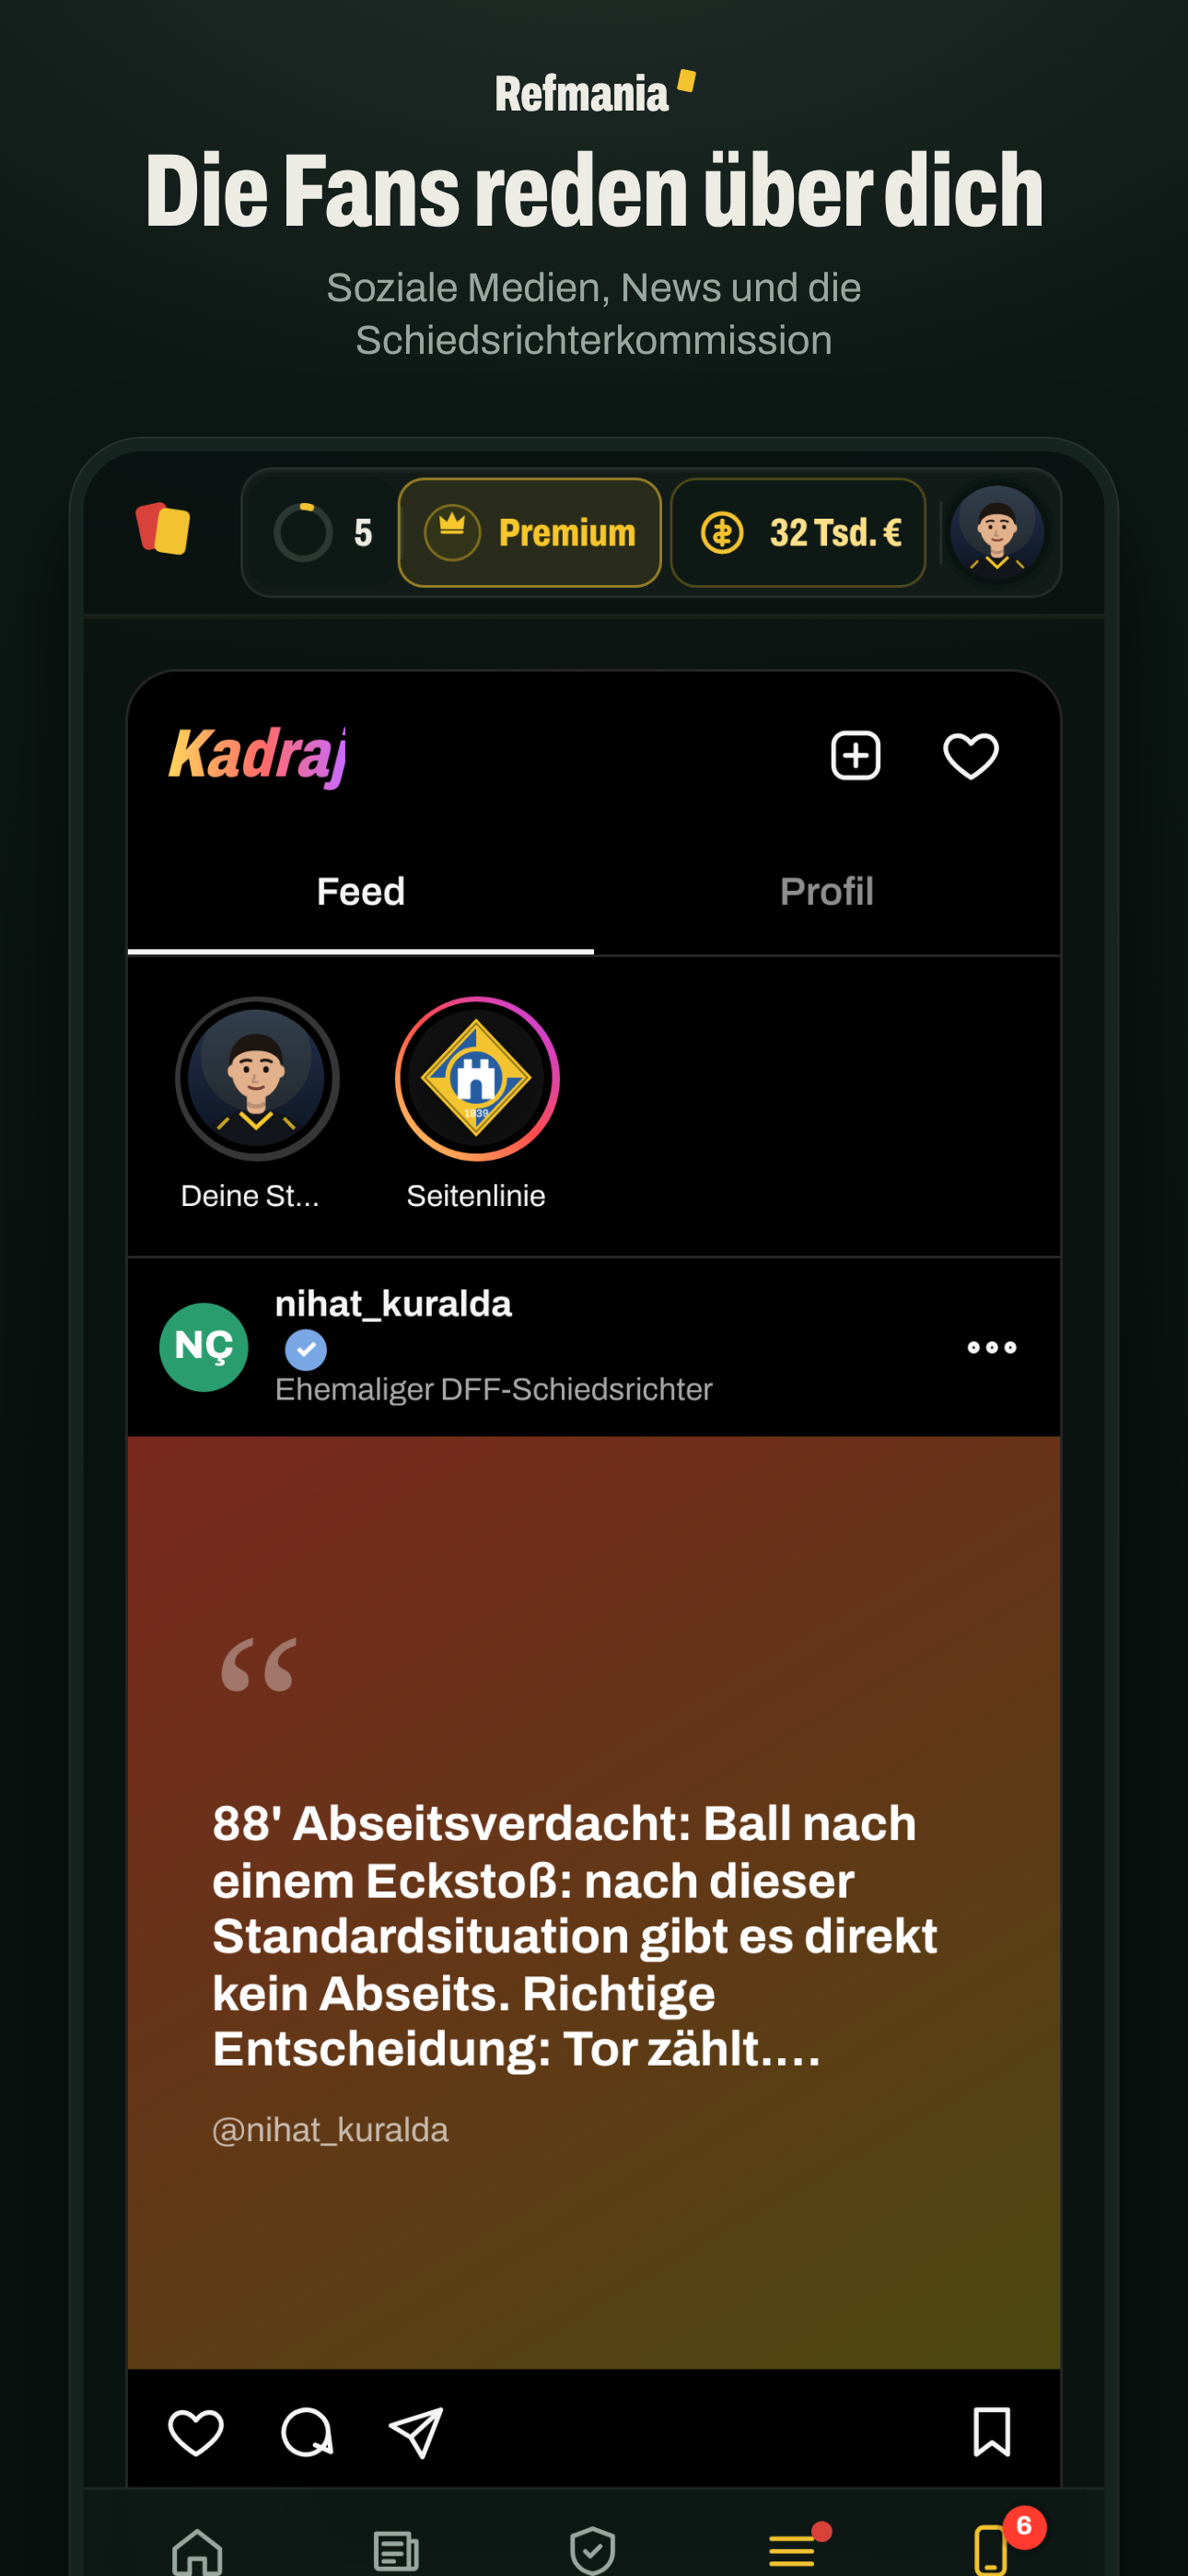 Refmania
Die Fans reden über dich
Soziale Medien, News und die
Schiedsrichterkommission
5
Premium
32 Tsd. €
Kadraj
Feed
Profil
1939
Deine St...
Seitenlinie
NÇ
nihat_kuralda
Ehemaliger DFF-Schiedsrichter
“
88' Abseitsverdacht: Ball nach
einem Eckstoß: nach dieser
Standardsituation gibt es direkt
kein Abseits. Richtige
Entscheidung: Tor zählt....
@nihat_kuralda
6